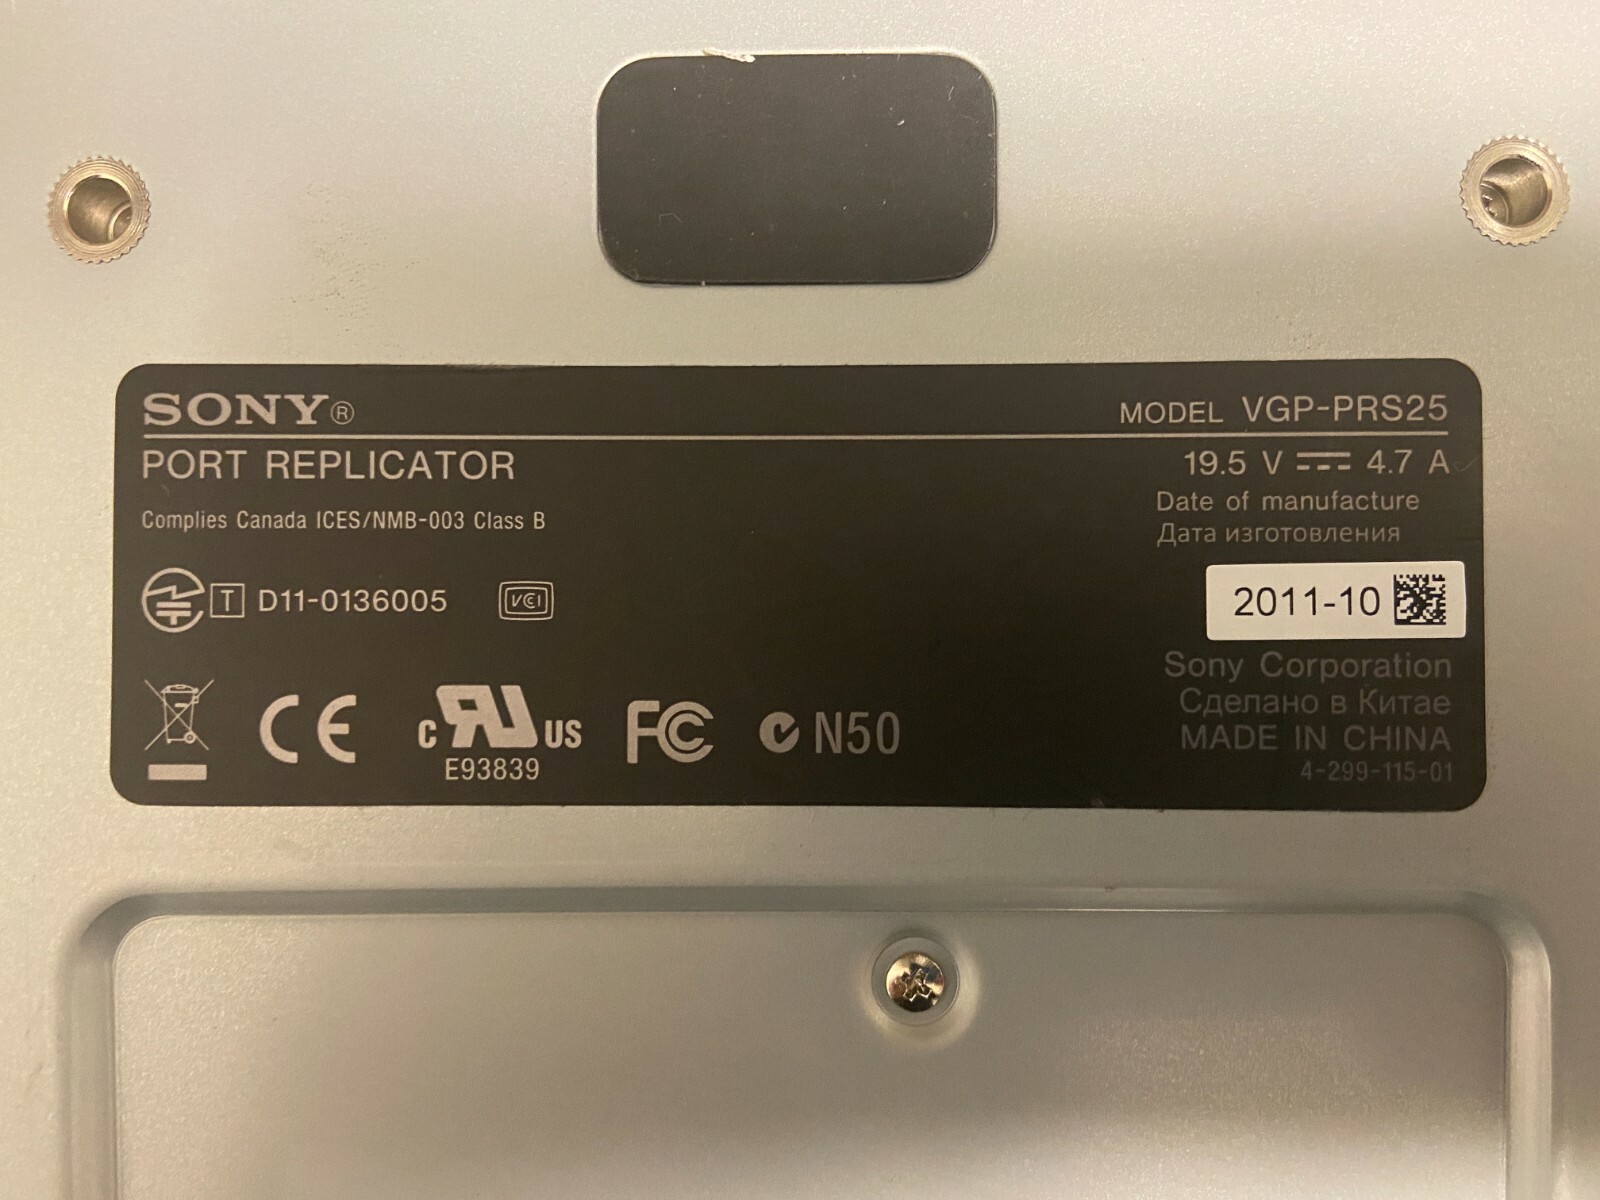 SONY®
MODEL VGP-PRS25
PORT REPLICATOR
19.5 V 4.7 A
Complies Canada ICES/NMB-003 Class B
Date of manufacture
Дата изготовления
T D11-0136005 VCI
2011-10
Sony Corporation
Сделано в Китае
MADE IN CHINA
4-299-115-01
CE
c RU US
E93839
FC
N50